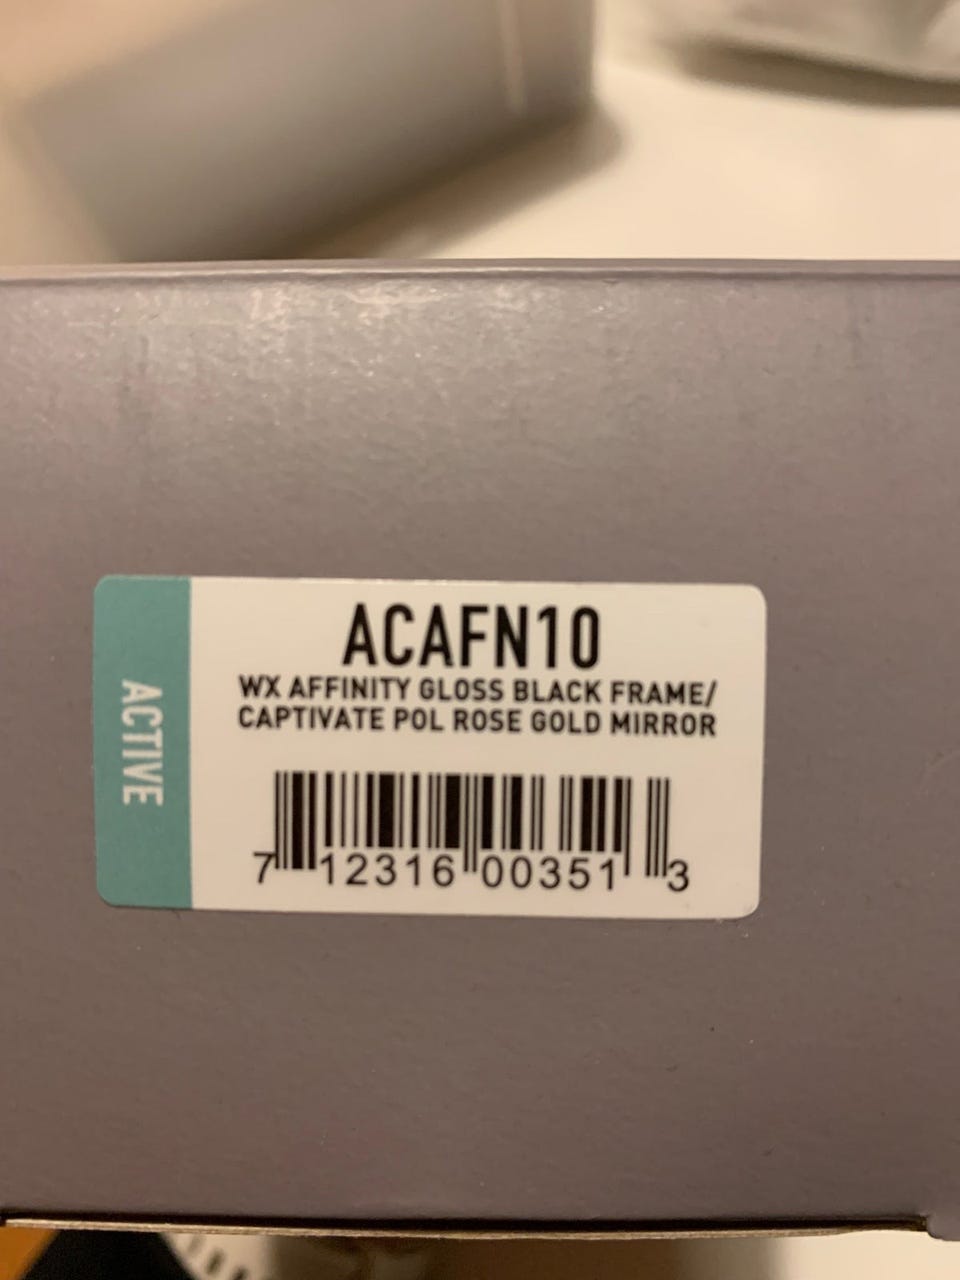 ACTIVE
ACAFN10
WX AFFINITY GLOSS BLACK FRAME/
CAPTIVATE POL ROSE GOLD MIRROR
7 12316 00351 3